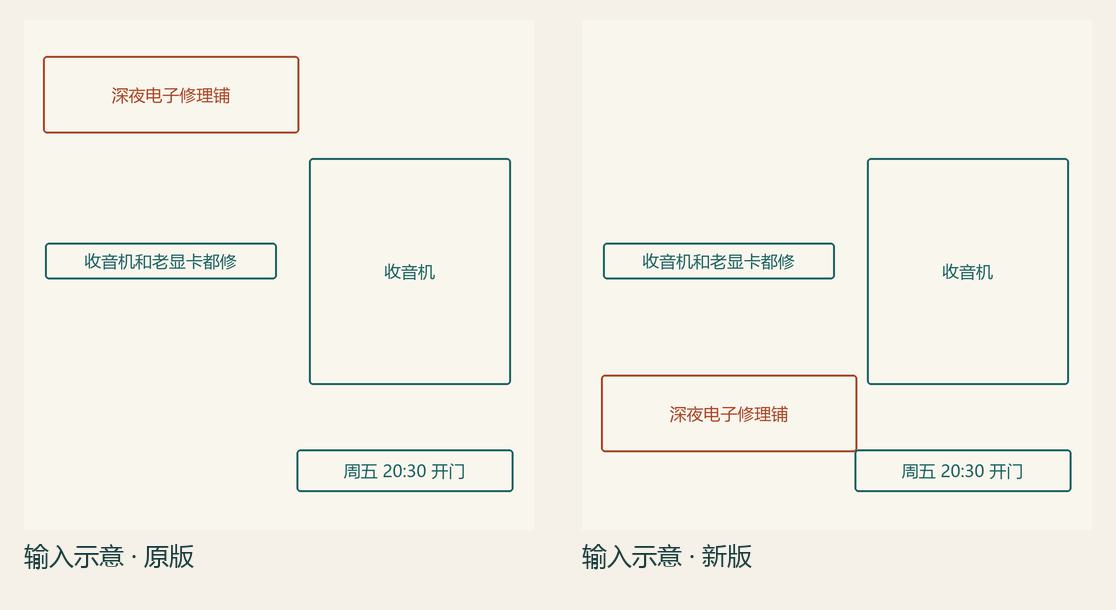 深夜电子修理铺
收音机和老显卡都修
收音机
周五 20:30 开门
输入示意 · 原版
收音机和老显卡都修
收音机
深夜电子修理铺
周五 20:30 开门
输入示意 · 新版